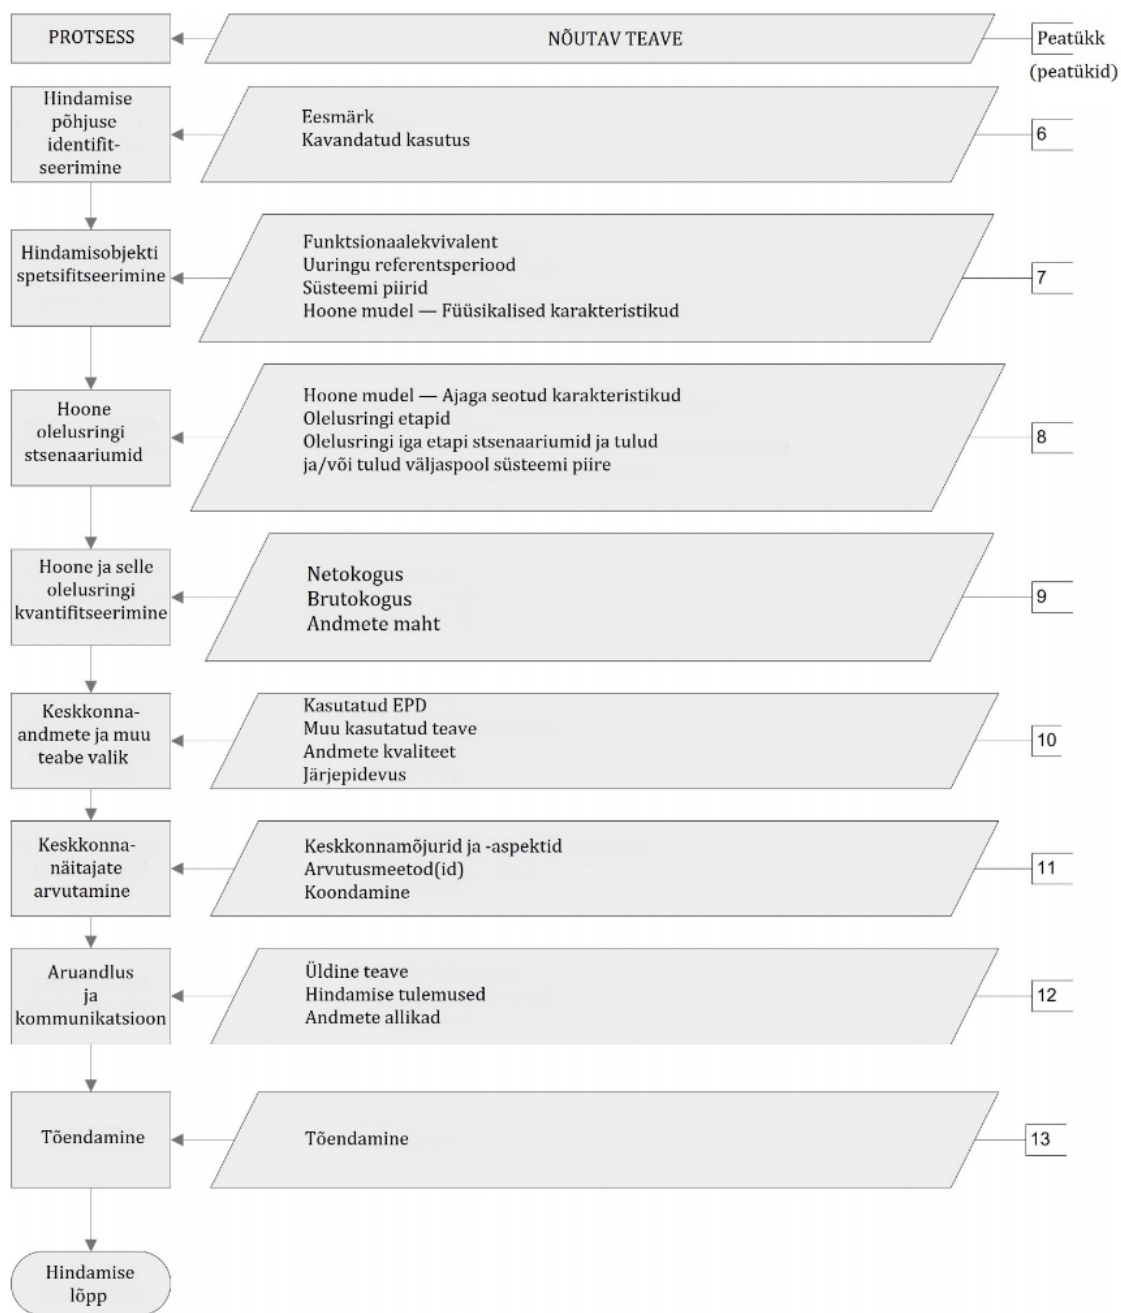 PROTSESS
NÕUTAV TEAVE
Peatükk
(peatükid)
Hindamise
põhjuse
identifit-
seerimine
Eesmärk
Kavandatud kasutus
6
Hindamisobjekti
spetsifitseerimine
Funktsionaalekvivalent
Uuringu referentsperiood
Süsteemi piirid
Hoone mudel — Füüsikalised karakteristikud
7
Hoone
olelusringi
stsenaariumid
Hoone mudel — Ajaga seotud karakteristikud
Olelusringi etapid
Olelusringi iga etapi stsenaariumid ja tulud
ja/või tulud väljaspool süsteemi piire
8
Hoone ja selle
olelusringi
kvantifitseerimine
Netokogus
Brutokogus
Andmete maht
9
Keskkonna-
andmete ja muu
teabe valik
Kasutatud EPD
Muu kasutatud teave
Andmete kvaliteet
Järjepidevus
10
Keskkonna-
näitajate
arvutamine
Keskkonnamõjurid ja -aspektid
Arvutusmeetod(id)
Koondamine
11
Aruandlus
ja
kommunikatsioon
Üldine teave
Hindamise tulemused
Andmete allikad
12
Tõendamine
Tõendamine
13
Hindamise
lõpp